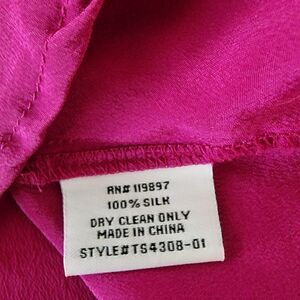 RN# 119897
100% SILK
DRY CLEAN ONLY
MADE IN CHINA
STYLE#TS4308-01